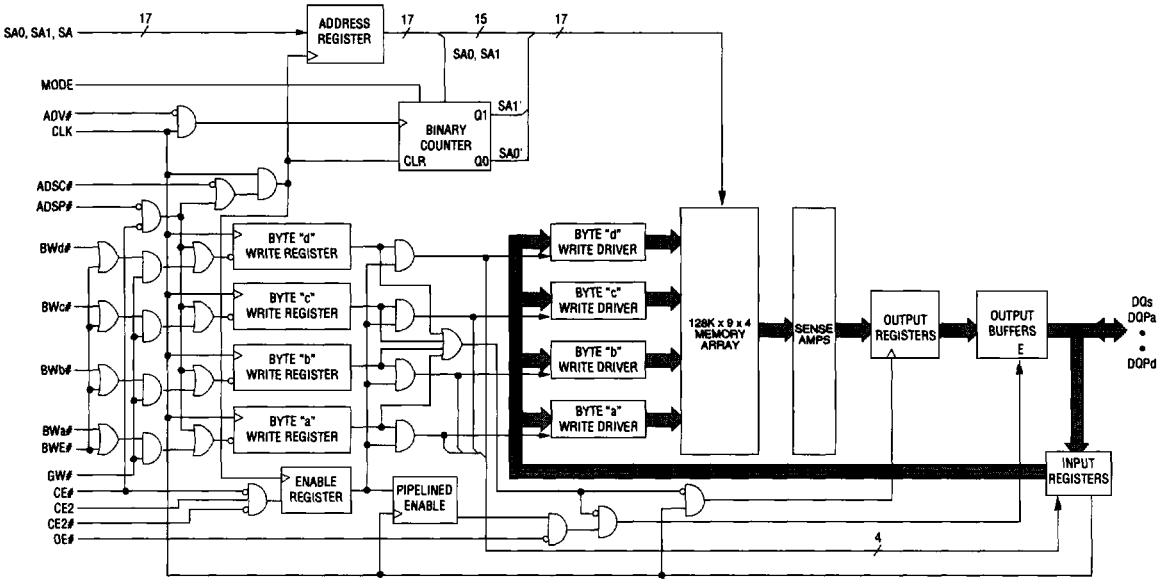 SA0, SA1, SA
17
ADDRESS
REGISTER
17
15
17
SA0, SA1
MODE
ADV#
CLK
BINARY
COUNTER
Q1
SA1'
CLR
Q0
SA0'
ADSC#
ADSP#
BWd#
BYTE "d"
WRITE REGISTER
BYTE "d"
WRITE DRIVER
BWc#
BYTE "c"
WRITE REGISTER
BYTE "c"
WRITE DRIVER
128K x 9 x 4
MEMORY
ARRAY
SENSE
AMPS
OUTPUT
REGISTERS
OUTPUT
BUFFERS
E
DQs
DQPa
DQPd
BWb#
BYTE "b"
WRITE REGISTER
BYTE "b"
WRITE DRIVER
BWa#
BWE#
BYTE "a"
WRITE REGISTER
BYTE "a"
WRITE DRIVER
GW#
CE#
CE2
CE2#
OE#
ENABLE
REGISTER
PIPELINED
ENABLE
INPUT
REGISTERS
4